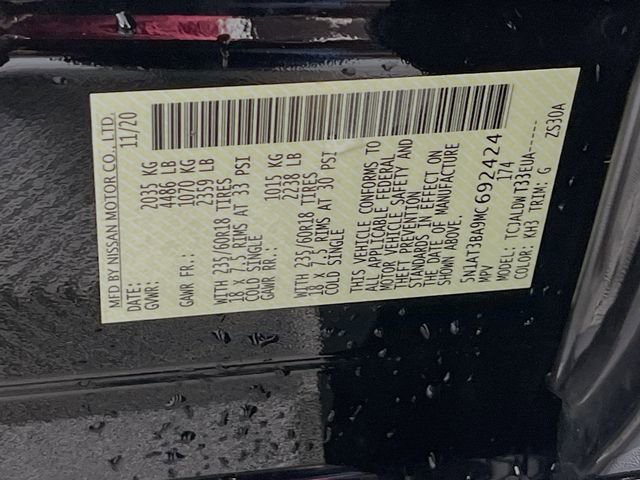 MFD BY NISSAN MOTOR CO., LTD.
DATE: 11/20
GVWR: 2035 KG
4486 LB
GAWR FR.: 1070 KG
2359 LB
WITH 235/60R18 TIRES
18 X 7.5 RIMS AT 33 PSI
COLD SINGLE
GAWR RR.: 1015 KG
2238 LB
WITH 235/60R18 TIRES
18 X 7.5 RIMS AT 30 PSI
COLD SINGLE
THIS VEHICLE CONFORMS TO
ALL APPLICABLE FEDERAL
MOTOR VEHICLE SAFETY AND
THEFT PREVENTION
STANDARDS IN EFFECT ON
THE DATE OF MANUFACTURE
SHOWN ABOVE.
5N1AT3BA9MC692424
MPV 174
MODEL: TCJALDWT33EUA------
COLOR: KH3 TRIM: G
ZS30A